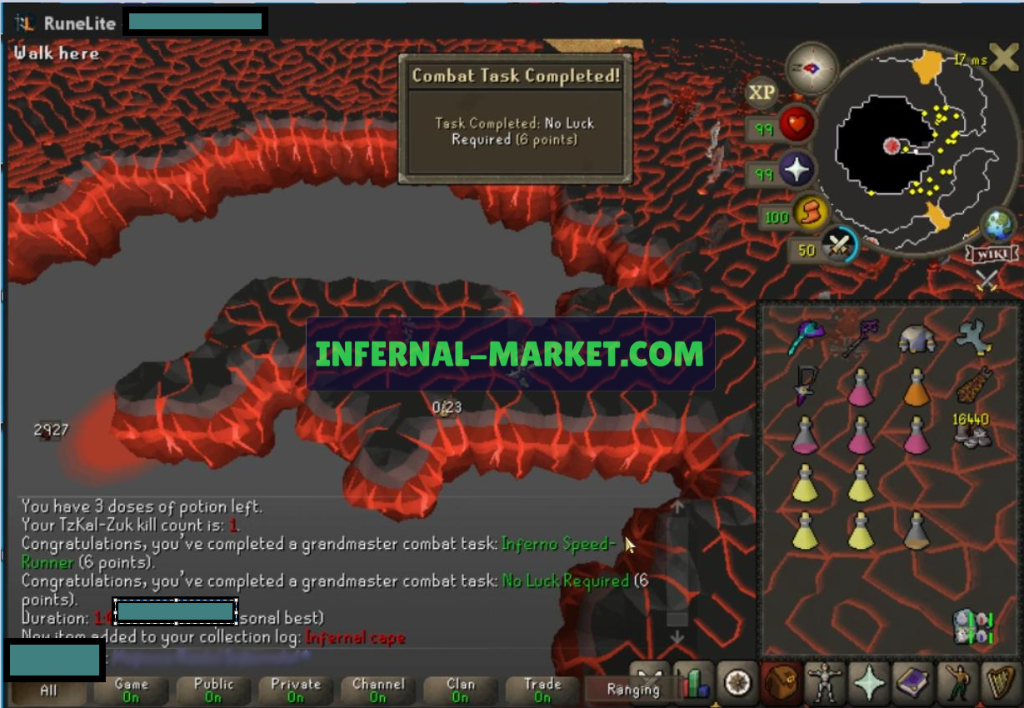 RuneLite
Walk here
Combat Task Completed!
Task Completed: No Luck
Required (6 points)
17 ms
XP
99
99
100
50
WIKI
INFERNAL-MARKET.COM
0/23
2927
16440
You have 3 doses of potion left.
Your TzKal-Zuk kill count is: 1.
Congratulations, you've completed a grandmaster combat task: Inferno Speed-
Runner (6 points).
Congratulations, you've completed a grandmaster combat task: No Luck Required (6
points).
Duration: sonal best)
New item added to your collection log: Infernal cape
All
Game
On
Public
On
Private
On
Channel
On
Clan
On
Trade
On
Ranging